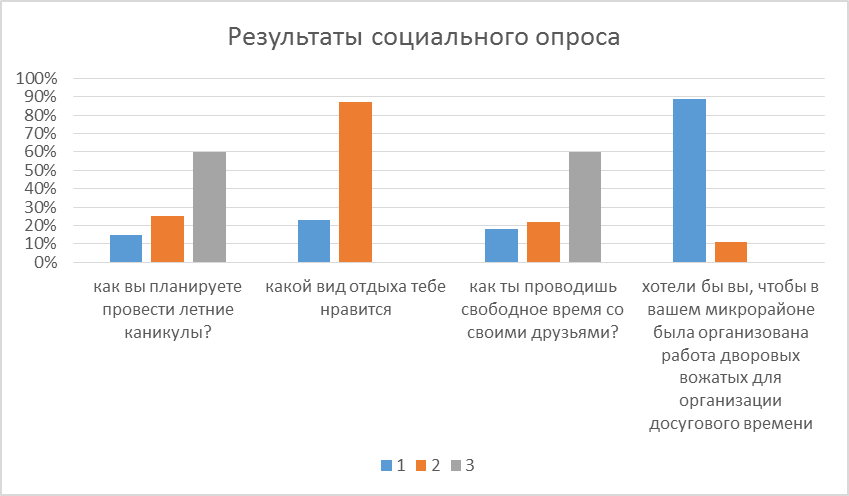 Результаты социального опроса
100%
90%
80%
70%
60%
50%
40%
30%
20%
10%
0%
как вы планируете
провести летние
каникулы?
какой вид отдыха тебе
нравится
как ты проводишь
свободное время со
своими друзьями?
хотели бы вы, чтобы в
вашем микрорайоне
была организована
работа дворовых
вожатых для
организации
досугового времени
1 2 3